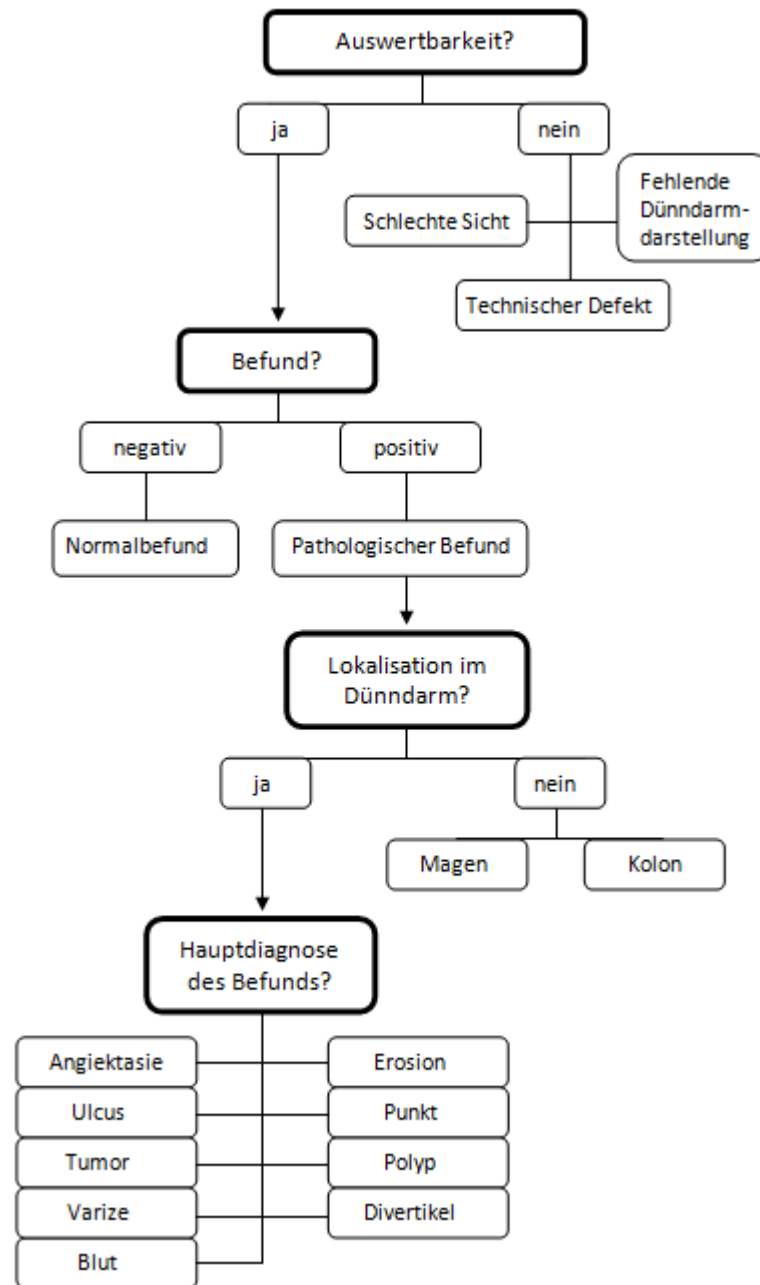 Auswertbarkeit?
ja
nein
Schlechte Sicht
Fehlende
Dünndarm-
darstellung
Technischer Defekt
Befund?
negativ
positiv
Normalbefund
Pathologischer Befund
Lokalisation im
Dünndarm?
ja
nein
Magen
Kolon
Hauptdiagnose
des Befunds?
Angiektasie
Erosion
Ulcus
Punkt
Tumor
Polyp
Varize
Divertikel
Blut